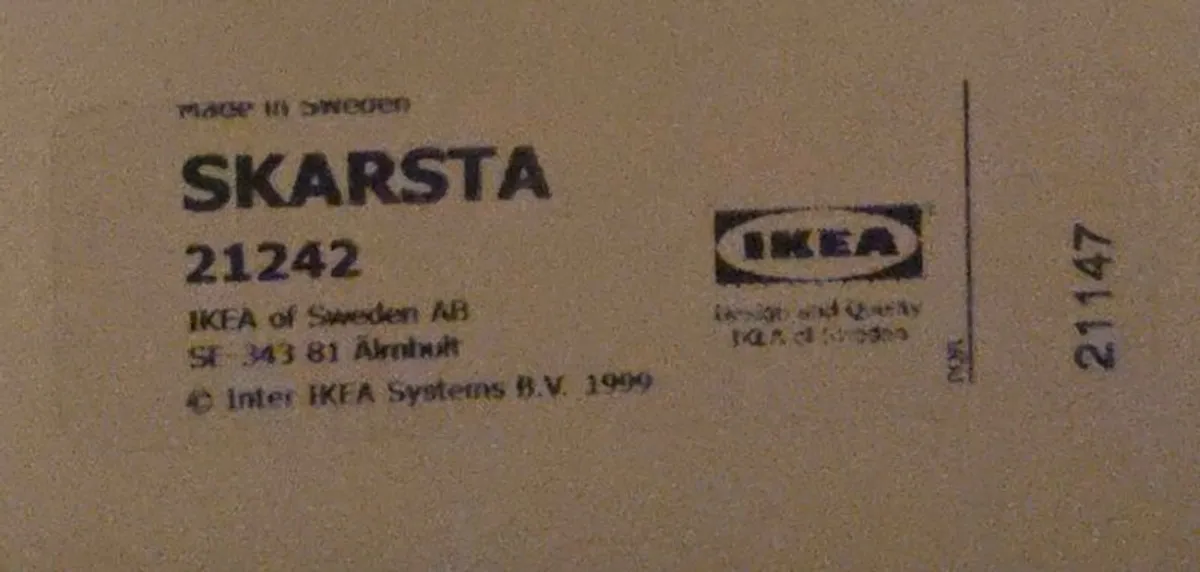 Made in Sweden
SKARSTA
21242
IKEA of Sweden AB
SE-343 81 Älmhult
© Inter IKEA Systems B.V. 1999
IKEA
Design and Quality
IKEA of Sweden
21147